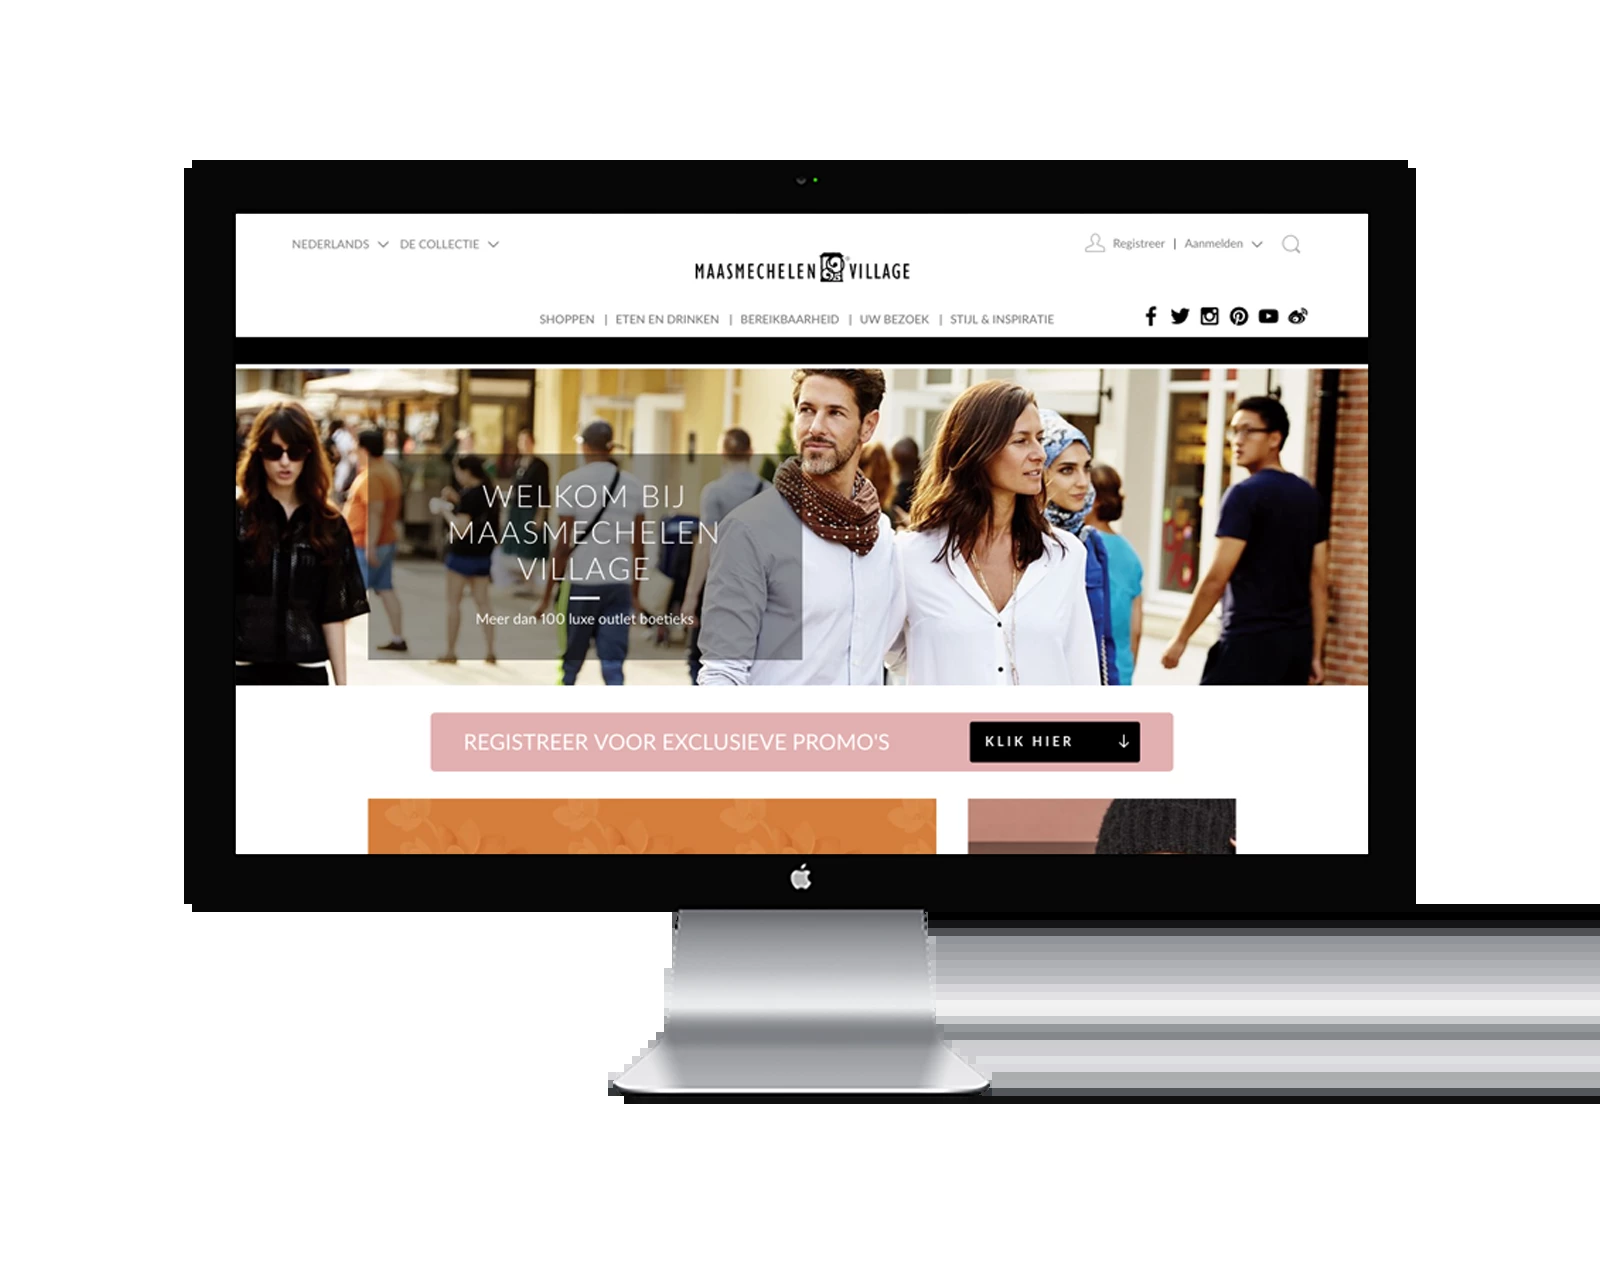 NEDERLANDS DE COLLECTIE
Registreer | Aanmelden
MAASMECHELEN VILLAGE
SHOPPEN | ETEN EN DRINKEN | BEREIKBAARHEID | UW BEZOEK | STIJL & INSPIRATIE
WELKOM BIJ
MAASMECHELEN
VILLAGE
Meer dan 100 luxe outlet boetieks
REGISTREER VOOR EXCLUSIEVE PROMO'S
KLIK HIER